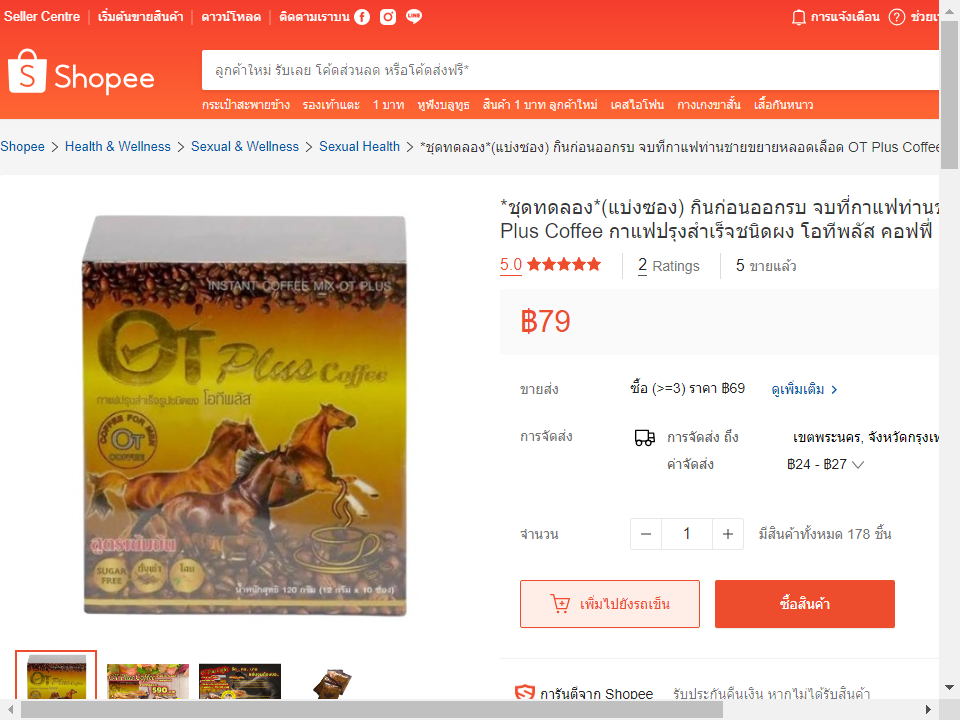 Seller Centre เริ่มต้นขายสินค้า ดาวน์โหลด ติดตามเราบน
LINE
การแจ้งเตือน
Shopee
ลูกค้าใหม่ รับเลย โค้ดส่วนลด หรือโค้ดส่งฟรี*
กระเป๋าสะพายข้าง รองเท้าแตะ 1 บาท หูฟังบลูทูธ สินค้า 1 บาท ลูกค้าใหม่ เคสไอโฟน กางเกงขาสั้น เสื้อกันหนาว
Shopee > Health & Wellness > Sexual & Wellness > Sexual Health > *ชุดทดลอง*(แบ่งซอง) กินก่อนออกรบ จบที่กาแฟท่านชายขยายหลอดเลือด OT Plus Coffee
*ชุดทดลอง*(แบ่งซอง) กินก่อนออกรบ จบที่กาแฟท่าน
Plus Coffee กาแฟปรุงสำเร็จชนิดผง โอทีพลัส คอฟฟี่
5.0
2 Ratings
5 ขายแล้ว
฿79
ขายส่ง
ซื้อ (>=3) ราคา ฿69
ดูเพิ่มเติม
การจัดส่ง
การจัดส่ง ถึง
เขตพระนคร,
ค่าจัดส่ง
฿24 - ฿27
จำนวน
1
มีสินค้าทั้งหมด 178 ชิ้น
เพิ่มไปยังรถเข็น
ซื้อสินค้า
การันตีจาก Shopee
รับประกันคืนเงิน หากไม่ได้รับสินค้า
INSTANT COFFEE MIX OT PLUS
OT Plus Coffee
กาแฟปรุงสำเร็จรูปชนิดผง โอทีพลัส
COFFEE FOR MEN
OT
COFFEE
สูตรเข้มข้น
SUGAR
FREE
น้ำหนักสุทธิ 120 กรัม (12 กรัม x 10 ซอง)